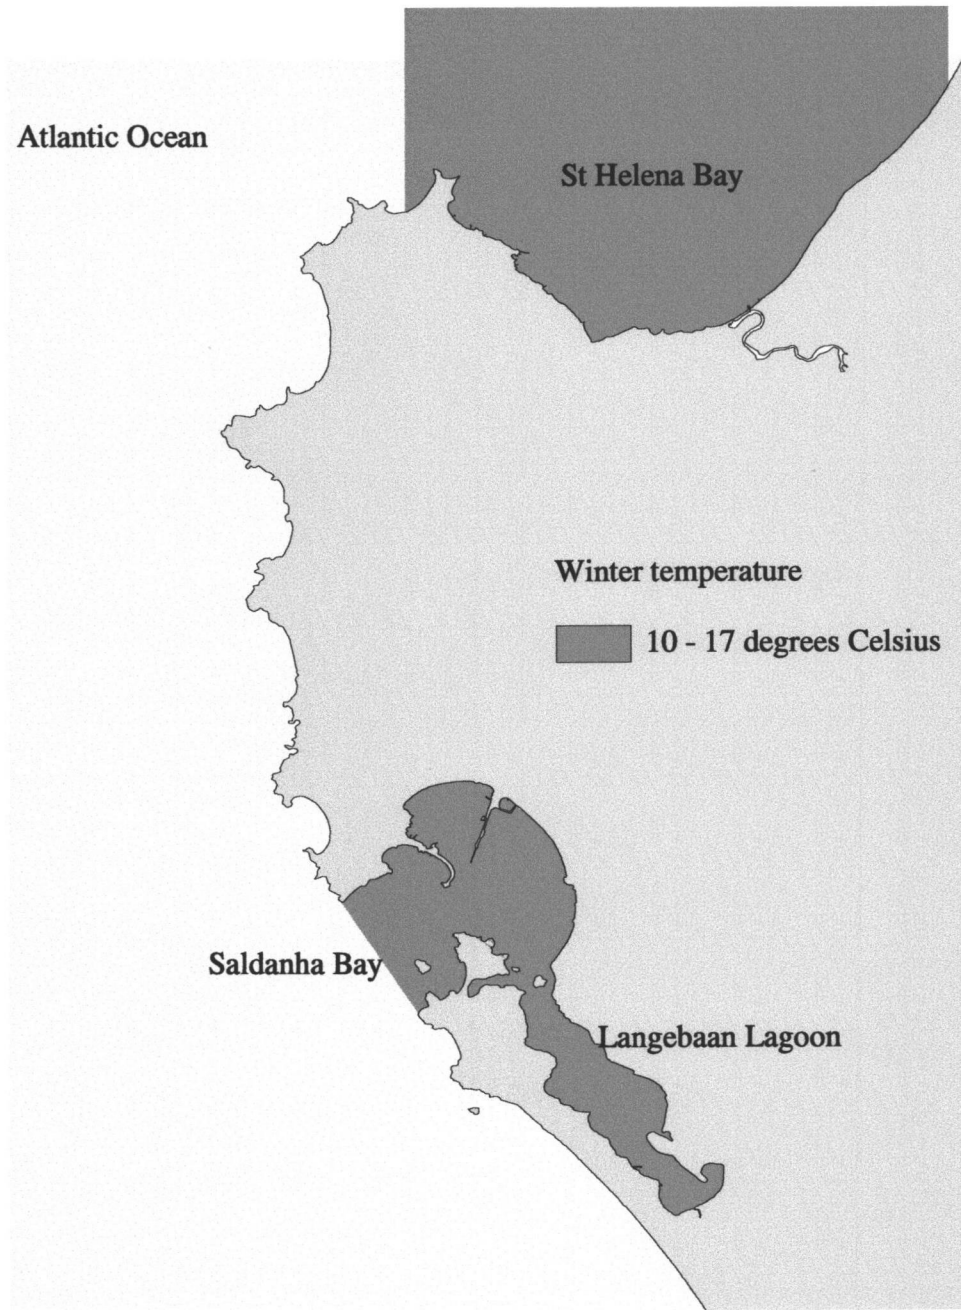 Atlantic Ocean
St Helena Bay
Winter temperature
10 - 17 degrees Celsius
Saldanha Bay
Langebaan Lagoon